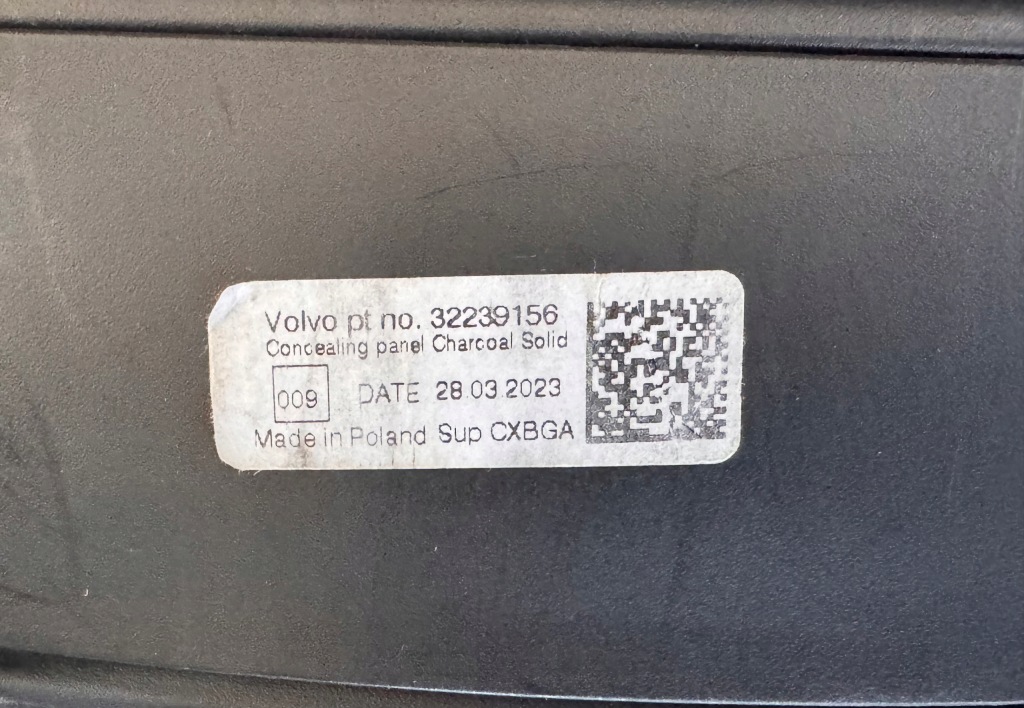 Volvo pt no. 32239156
Concealing panel Charcoal Solid
009 DATE 28.03.2023
Made in Poland Sup CXBGA